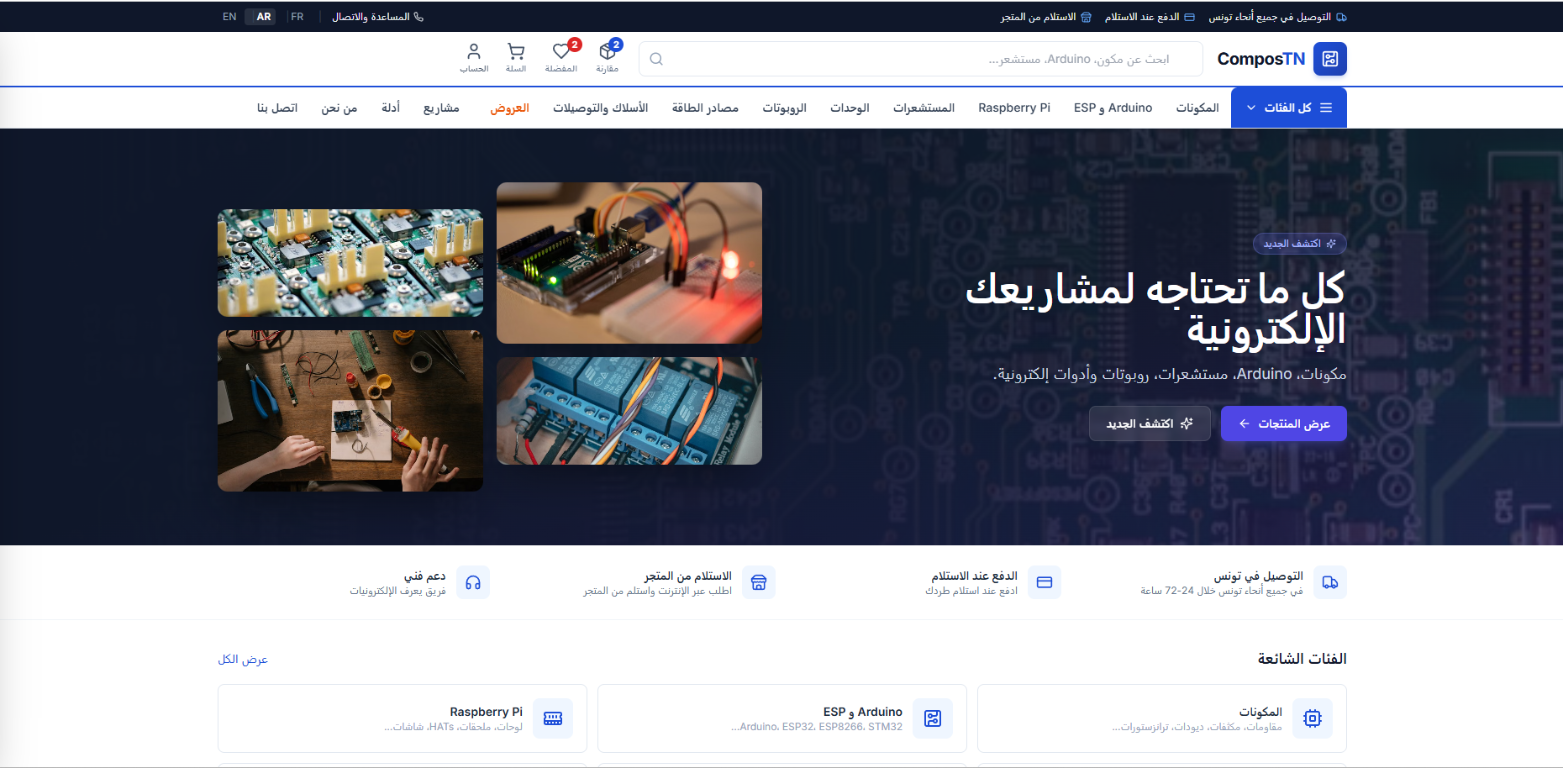 التوصيل في جميع أنحاء تونس
الدفع عند الاستلام
الاستلام من المتجر
المساعدة والاتصال
FR
AR
EN
ComposTN
ابحث عن مكون، Arduino، مستشعر...
2
مقارنة
2
المفضلة
السلة
الحساب
كل الفئات
المكونات
Arduino و ESP
Raspberry Pi
المستشعرات
الوحدات
الروبوتات
مصادر الطاقة
الأسلاك والتوصيلات
العروض
مشاريع
أدلة
من نحن
اتصل بنا
اكتشف الجديد
كل ما تحتاجه لمشاريعك
الإلكترونية
مكونات، Arduino، مستشعرات، روبوتات وأدوات إلكترونية.
عرض المنتجات
اكتشف الجديد
التوصيل في تونس
في جميع أنحاء تونس خلال 24-72 ساعة
الدفع عند الاستلام
ادفع عند استلام طردك
الاستلام من المتجر
اطلب عبر الإنترنت واستلم من المتجر
دعم فني
فريق يعرف الإلكترونيات
الفئات الشائعة
عرض الكل
المكونات
مقاومات، مكثفات، ديودات، ترانزستورات...
Arduino و ESP
Arduino، ESP32، ESP8266، STM32...
Raspberry Pi
لوحات، ملحقات، HATs، شاشات...